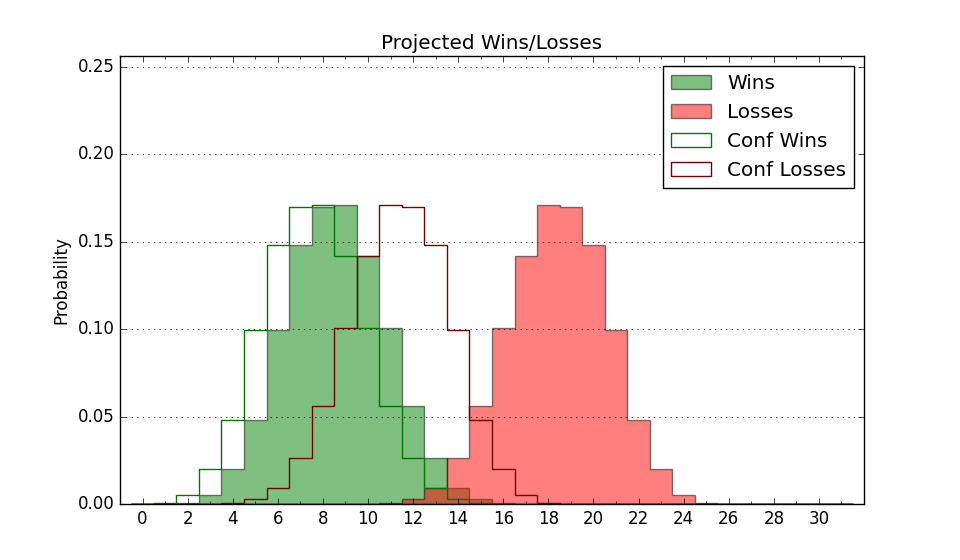 Projected Wins/Losses
0.25
0.20
0.15
0.10
0.05
0.00
Probability
Wins
Losses
Conf Wins
Conf Losses
0 2 4 6 8 10 12 14 16 18 20 22 24 26 28 30